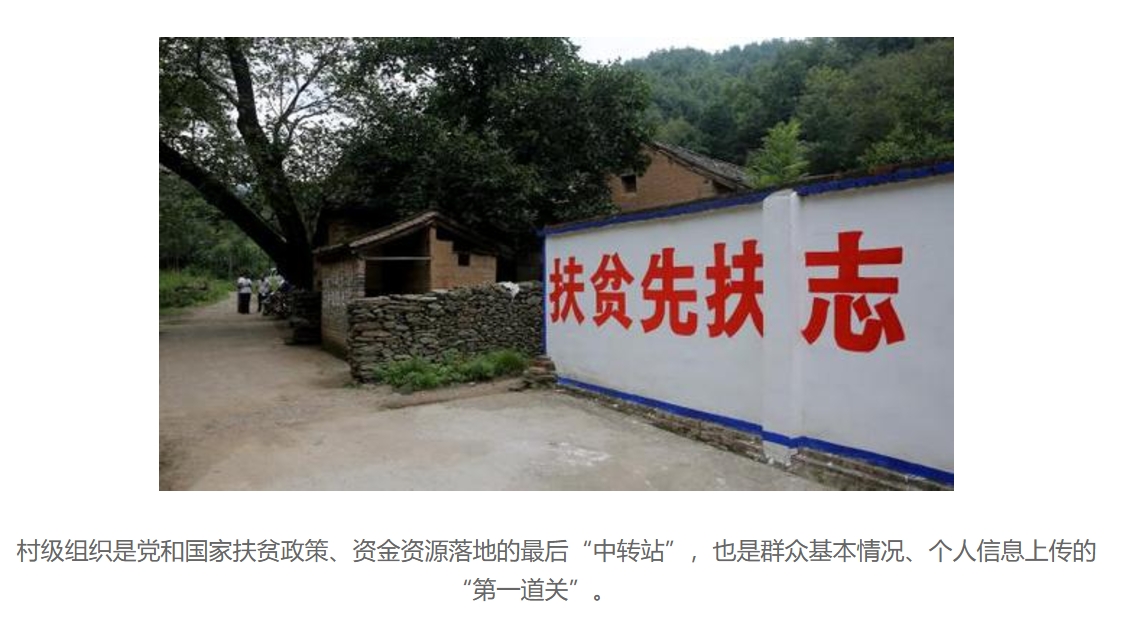 扶贫先扶志
村级组织是党和国家扶贫政策、资金资源落地的最后“中转站”，也是群众基本情况、个人信息上传的
“第一道关”。